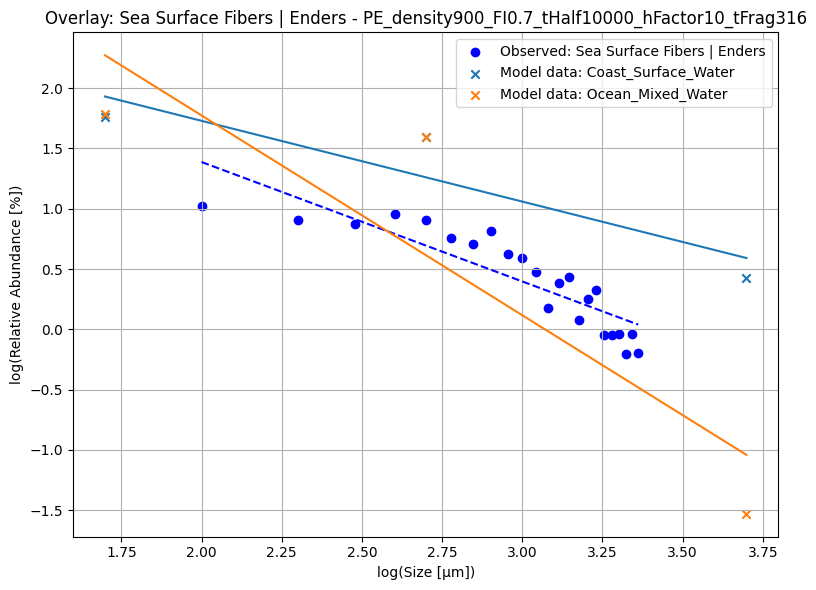 Overlay: Sea Surface Fibers | Enders - PE_density900_FI0.7_tHalf10000_hFactor10_tFrag316
Observed: Sea Surface Fibers | Enders
Model data: Coast_Surface_Water
Model data: Ocean_Mixed_Water
log(Relative Abundance [%])
2.0
1.5
1.0
0.5
0.0
−0.5
−1.0
−1.5
1.75 2.00 2.25 2.50 2.75 3.00 3.25 3.50 3.75
log(Size [μm])